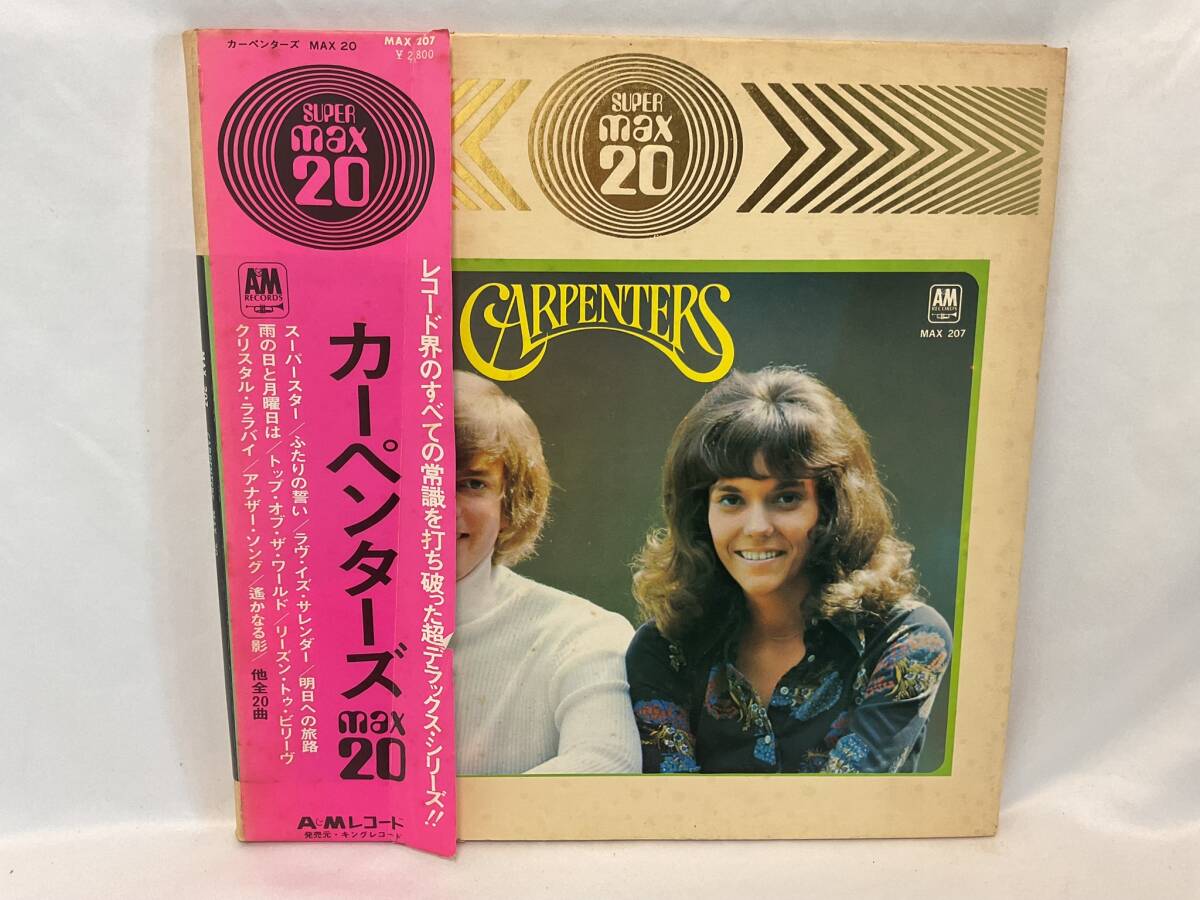 カーペンターズ MAX 20
MAX 207
¥2,800
SUPER
max
20
A&M
RECORDS
レコード界のすべての常識を打ち破った超デラックス・シリーズ!!
カーペンターズ
max
20
スーパースター/ふたりの誓い/ラヴ・イズ・サレンダー/明日への旅路
雨の日と月曜日は/トップ・オブ・ザ・ワールド/リーズン・トゥ・ビリーヴ
クリスタル・ララバイ/アナザー・ソング/遙かなる影/他全20曲
A&Mレコード
発売元・キングレコード
SUPER
max
20
CARPENTERS
A&M
RECORDS
MAX 207